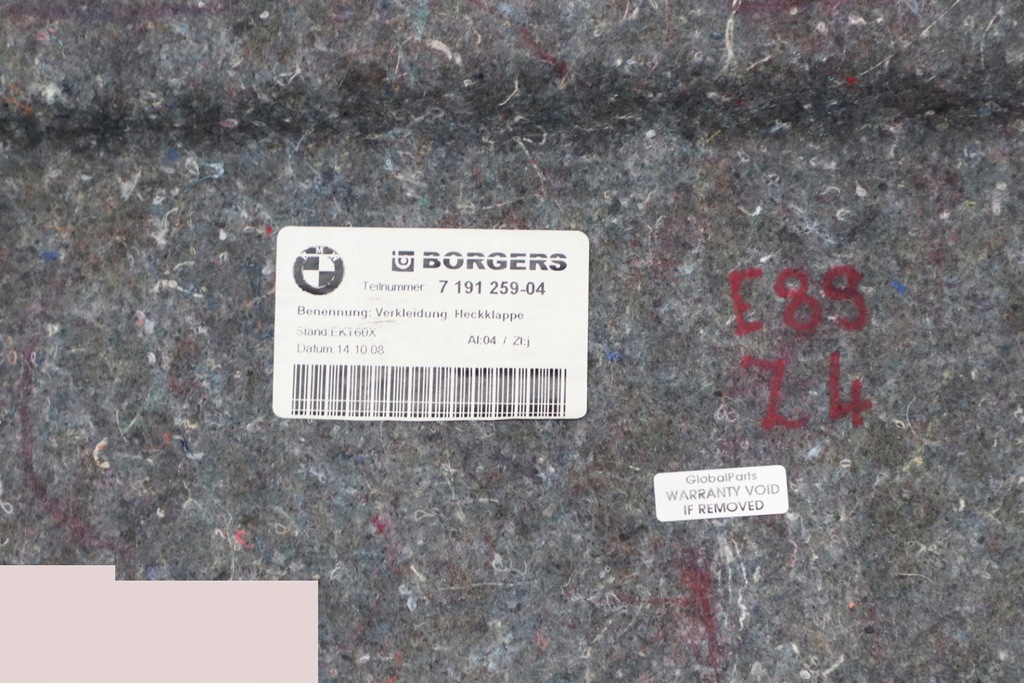 BMW
BORGERS
Teilnummer: 7 191 259-04
Benennung: Verkleidung Heckklappe
Stand:EKT60X
AI:04 / ZI:j
Datum:14.10.08
E89
Z4
GlobalParts
WARRANTY VOID
IF REMOVED